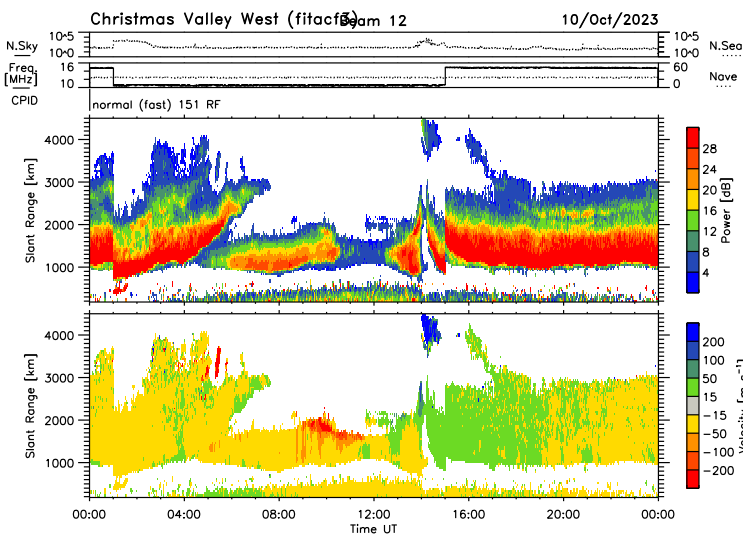 Christmas Valley West (fitacf3) Beam 12 10/Oct/2023
N.Sky 10^5 10^0 10^5 10^0 N.Sea
Freq. [MHz] 16 10 60 0 Nave
CPID normal (fast) 151 RF
Slant Range [km] 4000 3000 2000 1000
Power [dB] 28 24 20 16 12 8 4
Slant Range [km] 4000 3000 2000 1000
200 100 50 15 -15 -50 -100 -200
00:00 04:00 08:00 12:00 16:00 20:00 00:00
Time UT